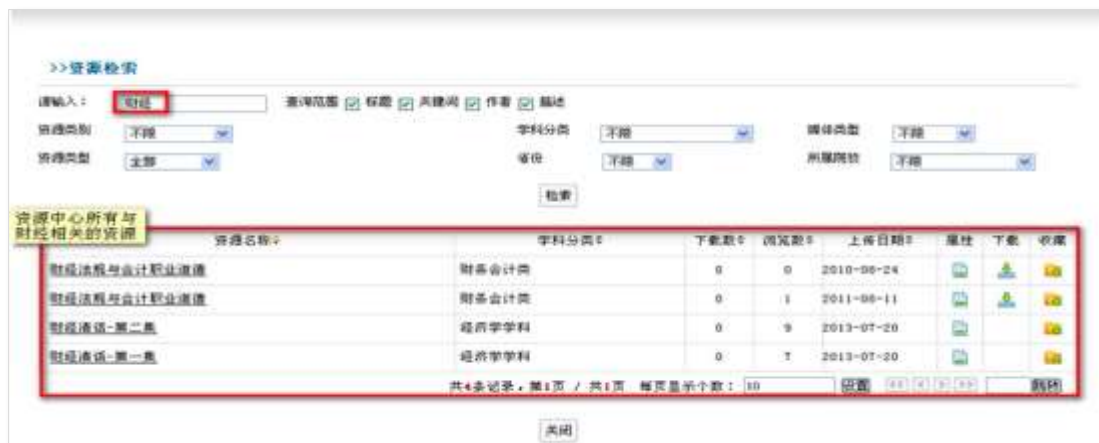 >>资源检索
请输入: 财经 查询范围 标题 关键词 作者 描述
资源类别 不限 学科分类 不限 媒体类型 不限
资源类型 全部 省份 不限 所属院校 不限
检索
资源中心所有与
财经相关的资源
资源名称 学科分类 下载数 浏览数 上传日期 属性 下载 收藏
财经法规与会计职业道德 财务会计类 0 0 2010-08-24
财经法规与会计职业道德 财务会计类 0 1 2011-08-11
财经清话-第二集 经济学学科 0 9 2013-07-20
财经清话-第一集 经济学学科 0 7 2013-07-20
共4条记录,第1页 / 共1页 每页显示个数: 10 设置 跳转
关闭